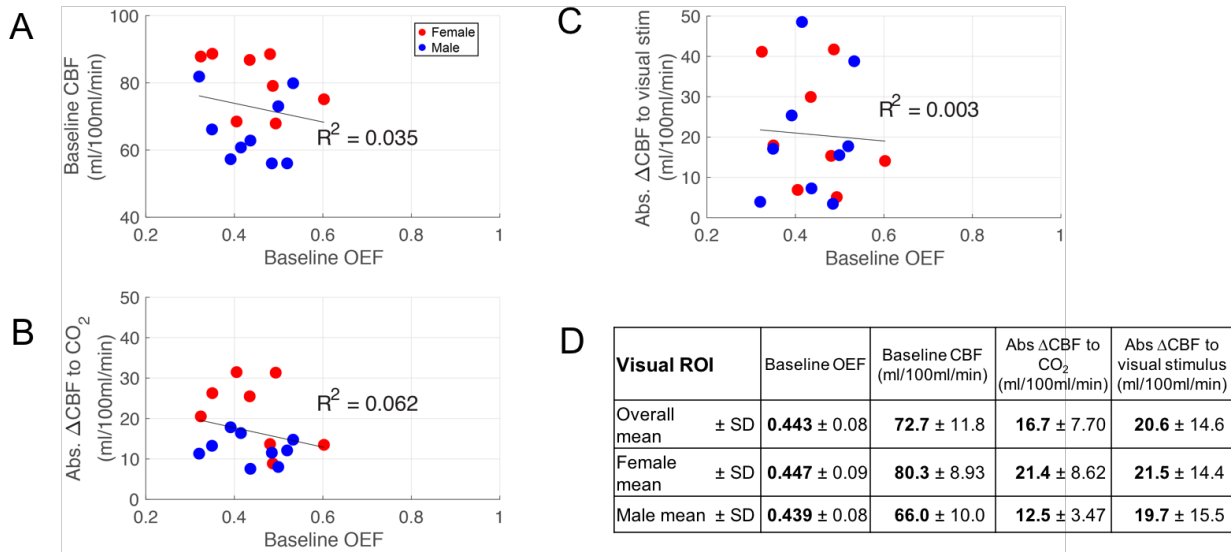 A
Baseline CBF
(ml/100ml/min)
100
80
60
40
0.2
0.4
0.6
0.8
1
Baseline OEF
Female
Male
R² = 0.035
B
Abs. ΔCBF to CO₂
(ml/100ml/min)
50
40
30
20
10
0
0.2
0.4
0.6
0.8
1
Baseline OEF
R² = 0.062
C
Abs. ΔCBF to visual stim
(ml/100ml/min)
50
40
30
20
10
0
0.2
0.4
0.6
0.8
1
Baseline OEF
R² = 0.003
D
Visual ROI
Baseline OEF
Baseline CBF
(ml/100ml/min)
Abs ΔCBF to
CO₂
(ml/100ml/min)
Abs ΔCBF to
visual stimulus
(ml/100ml/min)
Overall
mean ± SD 0.443 ± 0.08 72.7 ± 11.8 16.7 ± 7.70 20.6 ± 14.6
Female
mean ± SD 0.447 ± 0.09 80.3 ± 8.93 21.4 ± 8.62 21.5 ± 14.4
Male mean ± SD 0.439 ± 0.08 66.0 ± 10.0 12.5 ± 3.47 19.7 ± 15.5